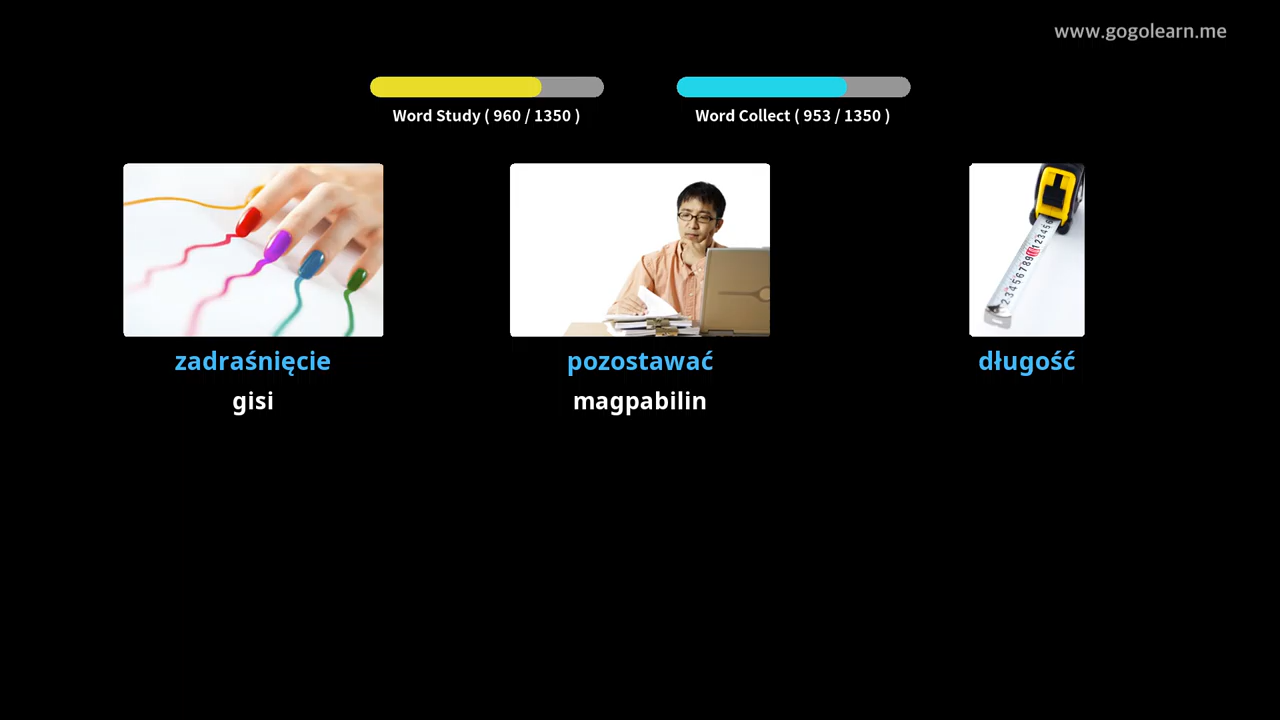 www.gogolearn.me
Word Study ( 960 / 1350 )
Word Collect ( 953 / 1350 )
zadraśnięcie
pozostawać
długość
gisi
magpabilin